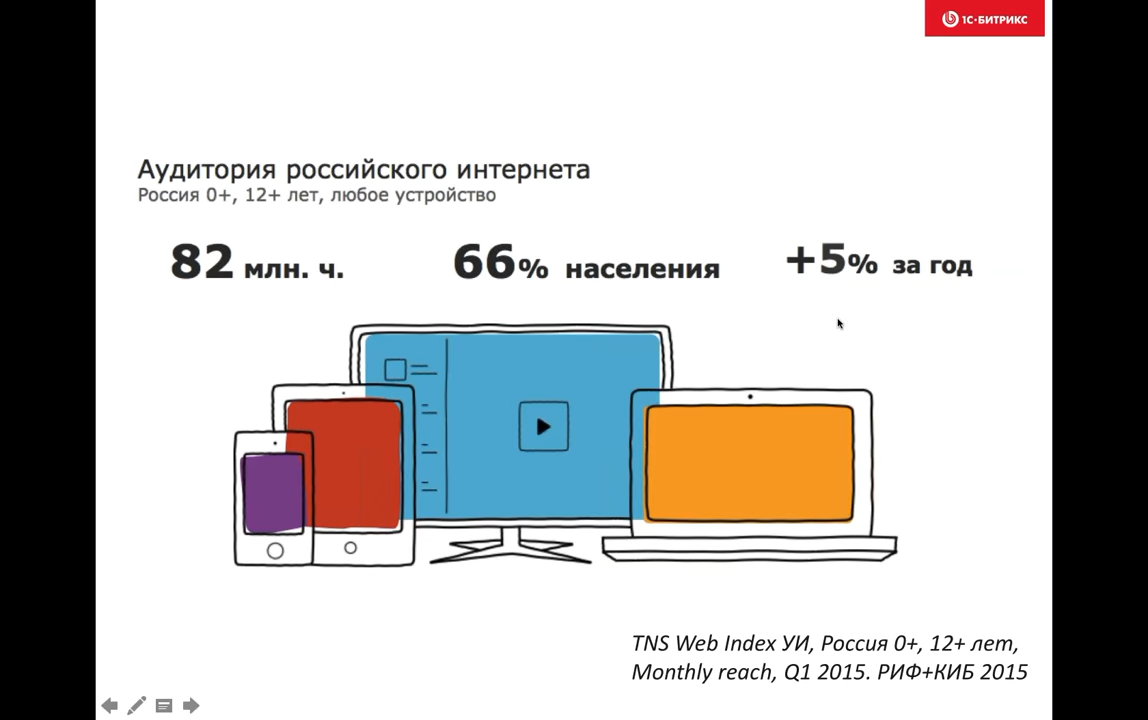 1С-БИТРИКС
Аудитория российского интернета
Россия 0+, 12+ лет, любое устройство
82 млн. ч. 66% населения +5% за год
TNS Web Index УИ, Россия 0+, 12+ лет,
Monthly reach, Q1 2015. РИФ+КИБ 2015